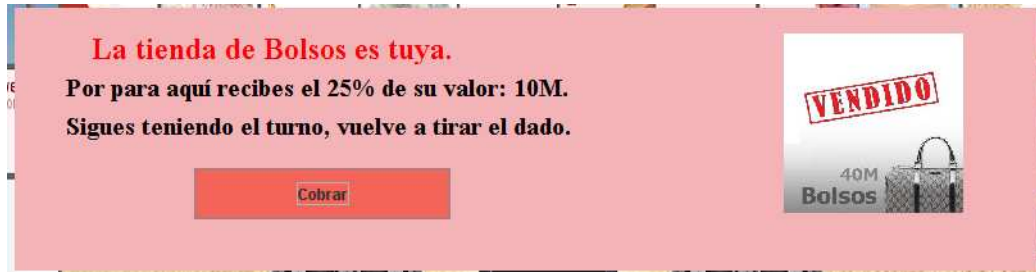 La tienda de Bolsos es tuya.
Por para aquí recibes el 25% de su valor: 10M.
Sigues teniendo el turno, vuelve a tirar el dado.
Cobrar
VENDIDO
40M
Bolsos